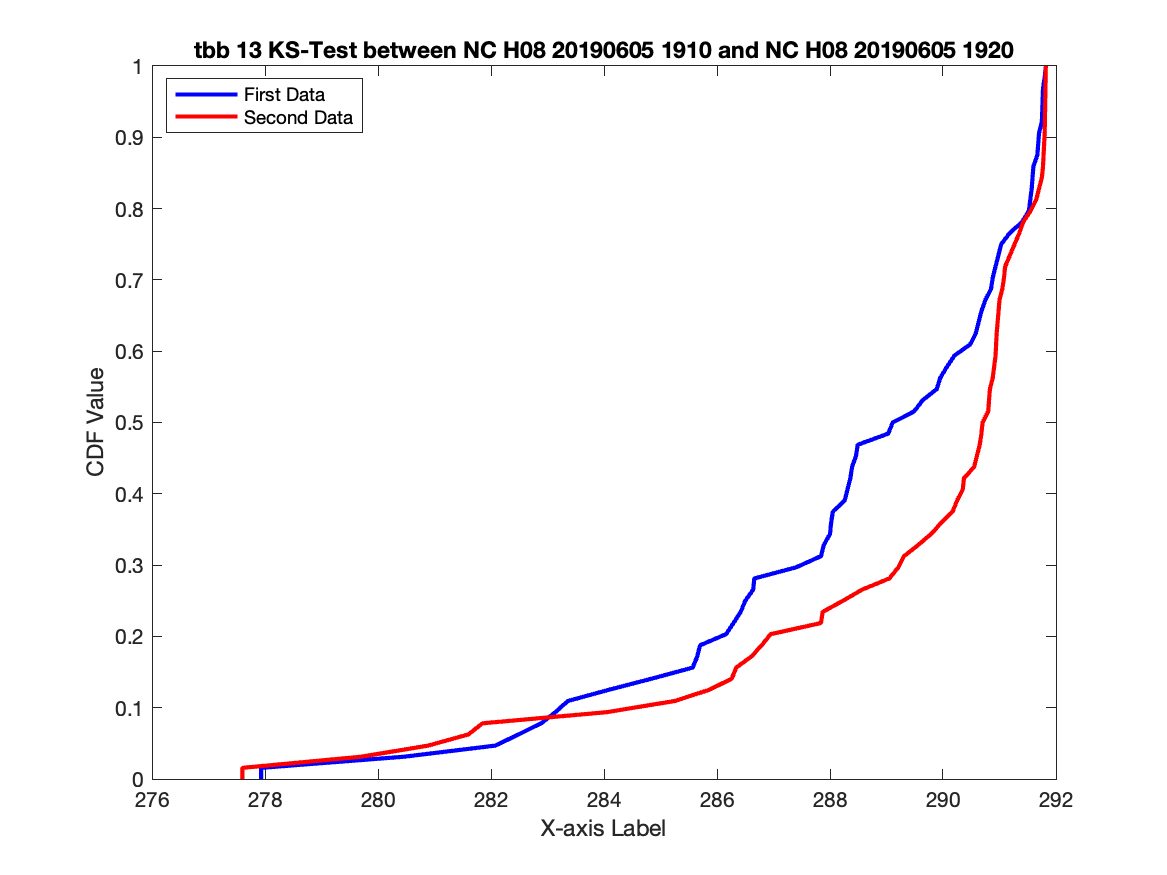 tbb 13 KS-Test between NC H08 20190605 1910 and NC H08 20190605 1920
First Data
Second Data
CDF Value
1
0.9
0.8
0.7
0.6
0.5
0.4
0.3
0.2
0.1
0
276 278 280 282 284 286 288 290 292
X-axis Label